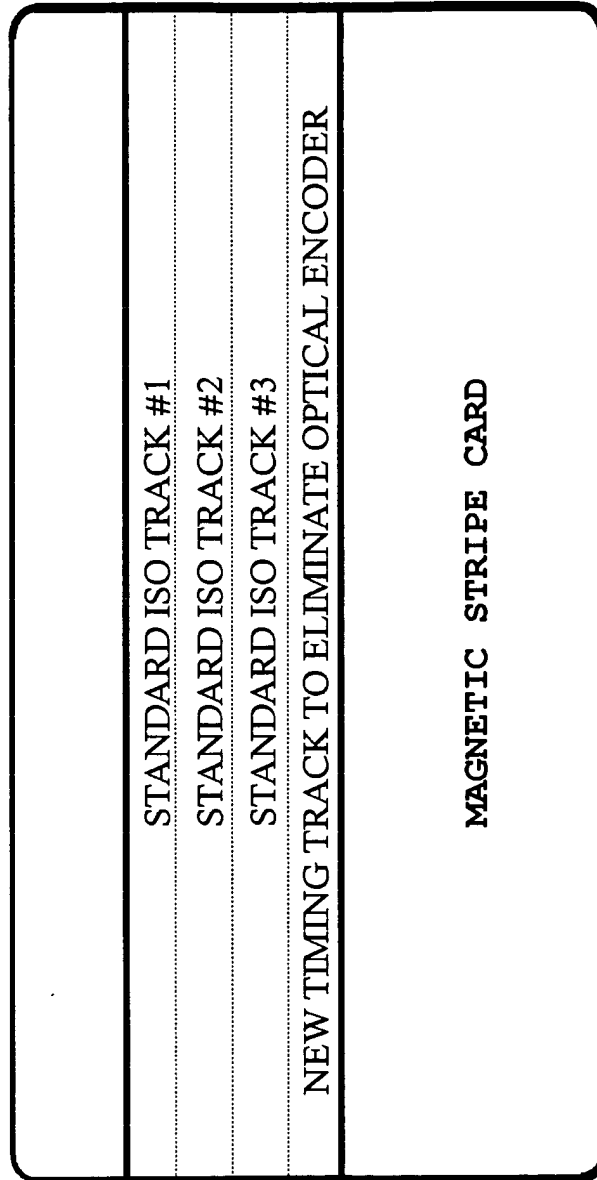 STANDARD ISO TRACK #1
STANDARD ISO TRACK #2
STANDARD ISO TRACK #3
NEW TIMING TRACK TO ELIMINATE OPTICAL ENCODER
MAGNETIC STRIPE CARD